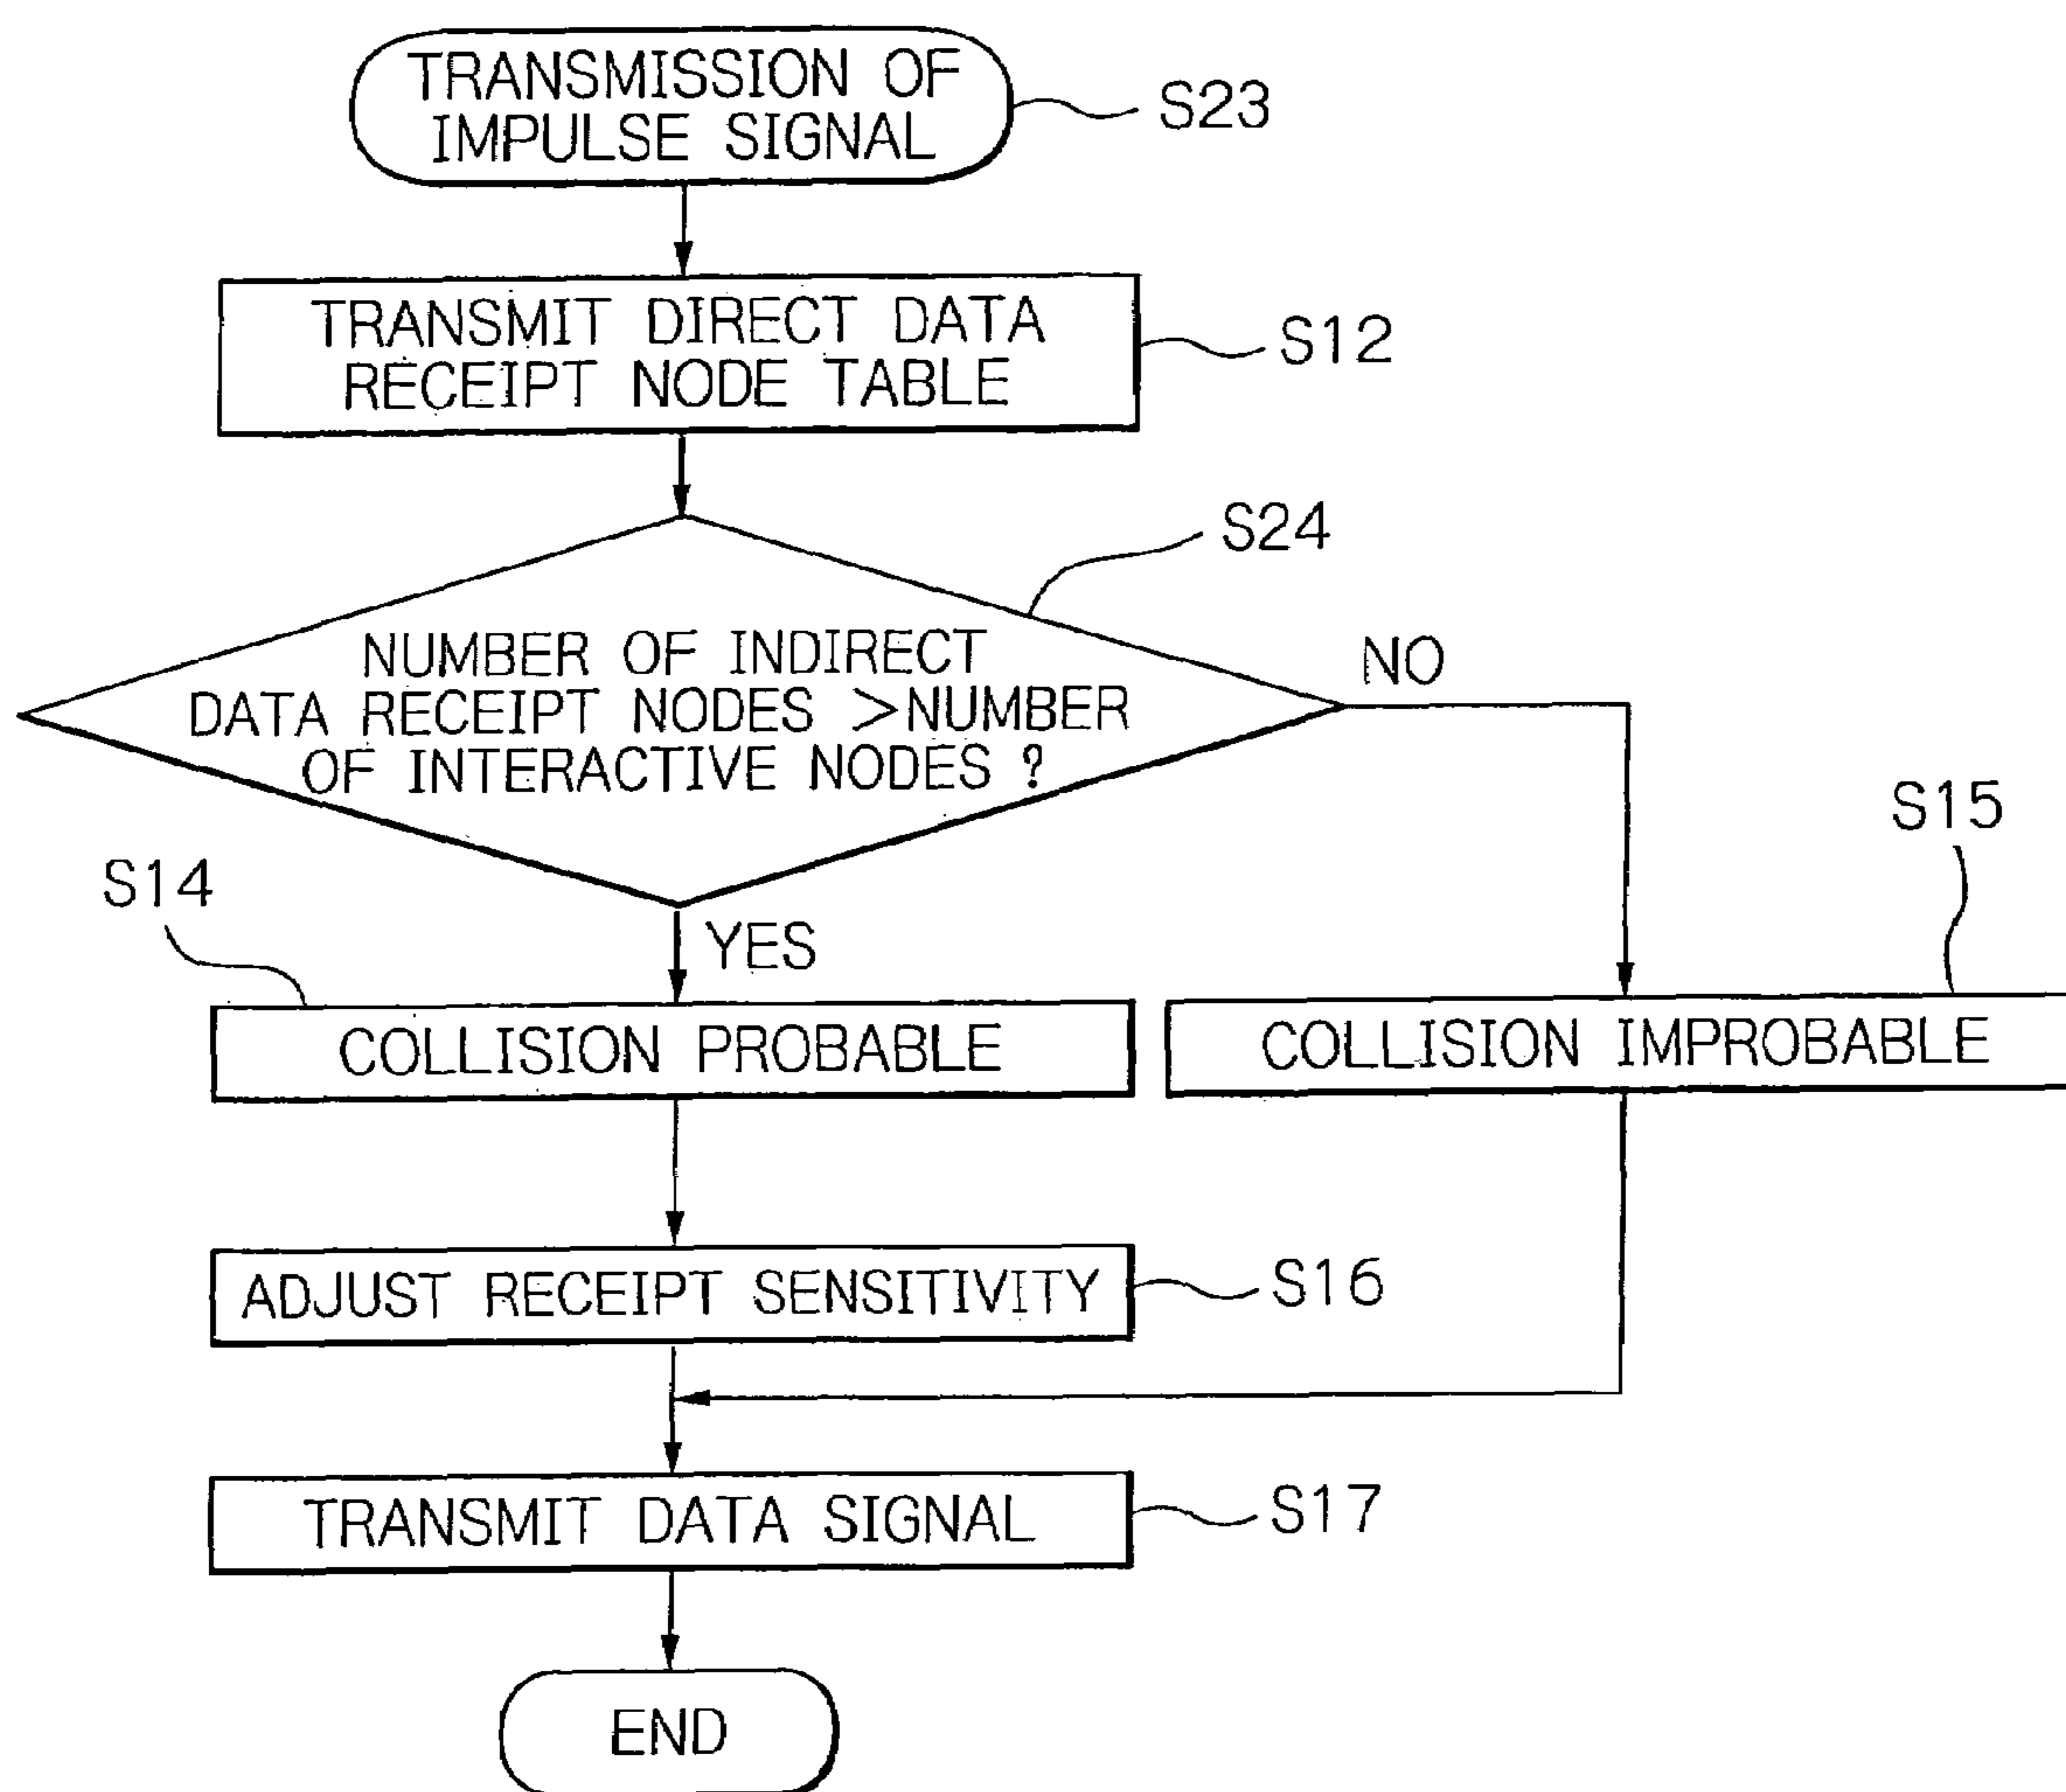 TRANSMISSION OF
IMPULSE SIGNAL
S23
TRANSMIT DIRECT DATA
RECEIPT NODE TABLE
S12
S24
NUMBER OF INDIRECT
DATA RECEIPT NODES >NUMBER
OF INTERACTIVE NODES ?
NO
S15
S14
YES
COLLISION PROBABLE
COLLISION IMPROBABLE
ADJUST RECEIPT SENSITIVITY
S16
TRANSMIT DATA SIGNAL
S17
END